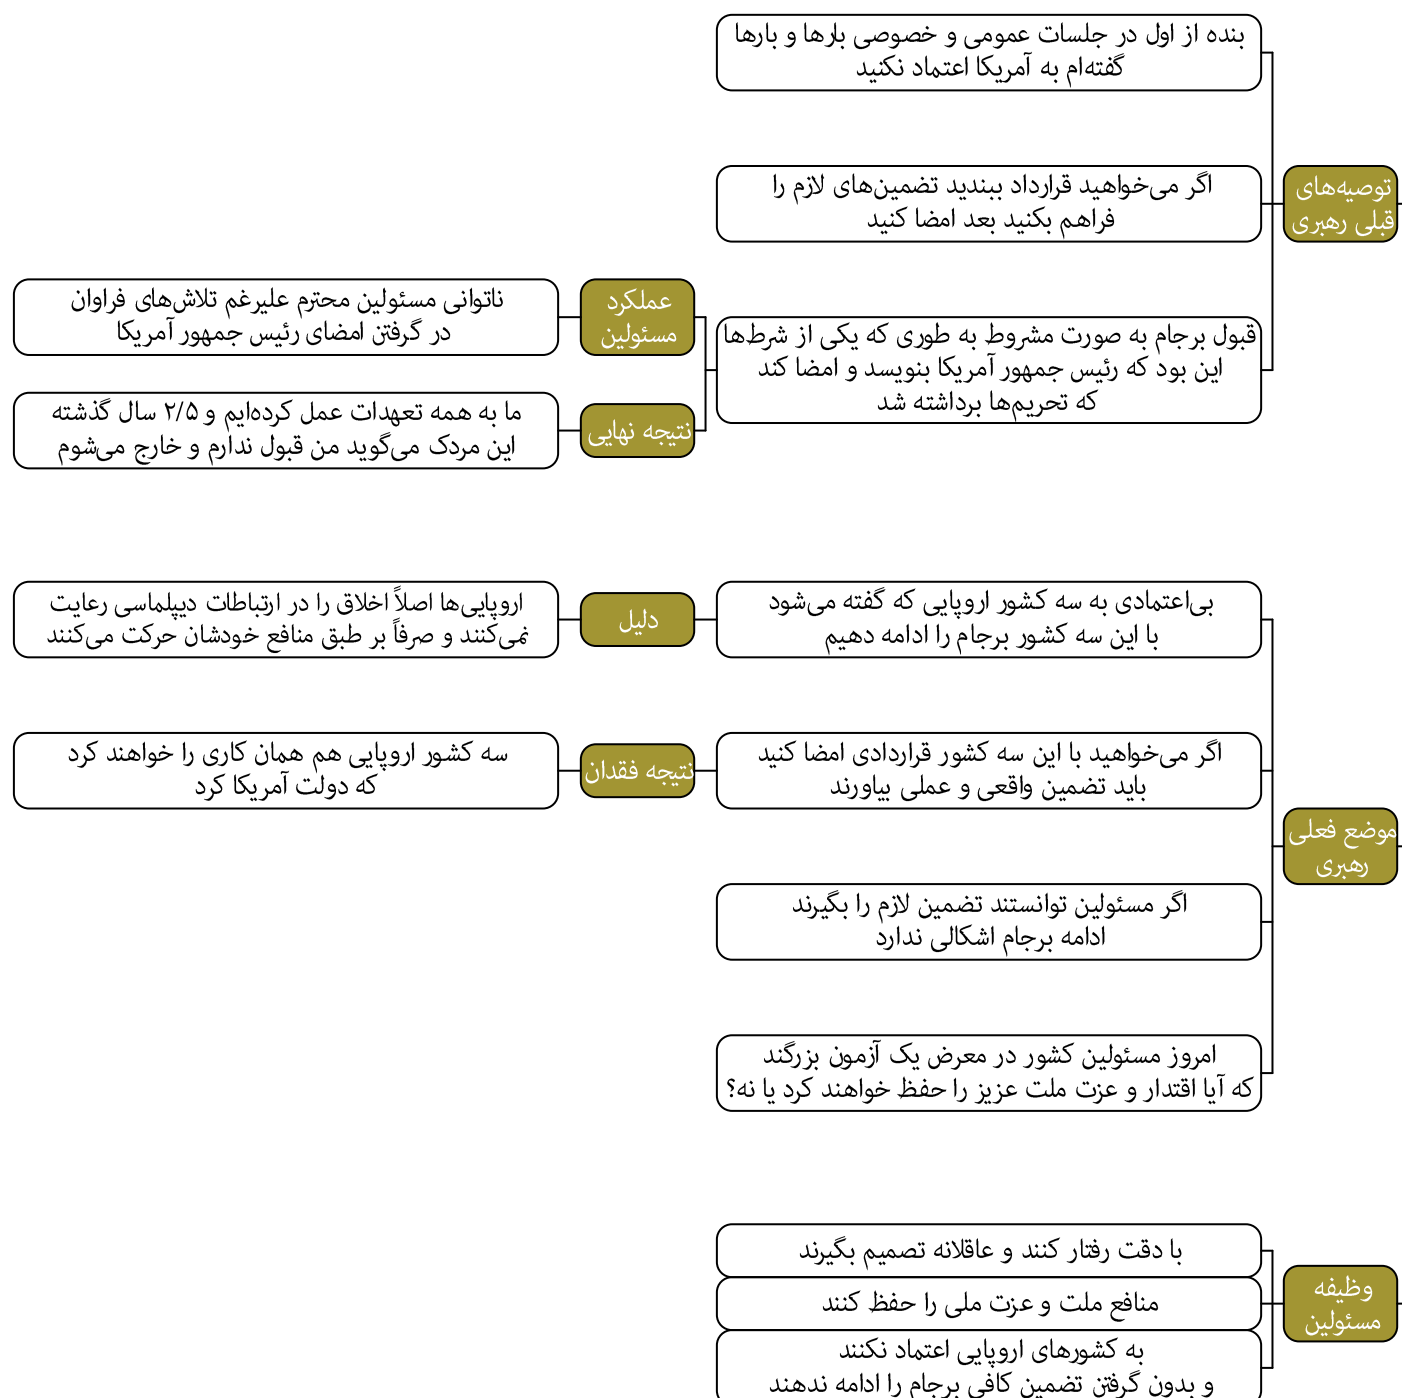 توصیه‌های
قبلی رهبری
بنده از اول در جلسات عمومی و خصوصی بارها و بارها
گفته‌ام به آمریکا اعتماد نکنید
اگر می‌خواهید قرارداد ببندید تضمین‌های لازم را
فراهم بکنید بعد امضا کنید
قبول برجام به صورت مشروط به طوری که یکی از شرط‌ها
این بود که رئیس جمهور آمریکا بنویسد و امضا کند
که تحریم‌ها برداشته شد
عملکرد
مسئولین
ناتوانی مسئولین محترم علیرغم تلاش‌های فراوان
در گرفتن امضای رئیس جمهور آمریکا
نتیجه نهایی
ما به همه تعهدات عمل کرده‌ایم و ۲/۵ سال گذشته
این مردک می‌گوید من قبول ندارم و خارج می‌شوم
موضع فعلی
رهبری
بی‌اعتمادی به سه کشور اروپایی که گفته می‌شود
با این سه کشور برجام را ادامه دهیم
دلیل
اروپایی‌ها اصلاً اخلاق را در ارتباطات دیپلماسی رعایت
نمی‌کنند و صرفاً بر طبق منافع خودشان حرکت می‌کنند
اگر می‌خواهید با این سه کشور قراردادی امضا کنید
باید تضمین واقعی و عملی بیاورند
نتیجه فقدان
سه کشور اروپایی هم همان کاری را خواهند کرد
که دولت آمریکا کرد
اگر مسئولین توانستند تضمین لازم را بگیرند
ادامه برجام اشکالی ندارد
امروز مسئولین کشور در معرض یک آزمون بزرگند
که آیا اقتدار و عزت ملت عزیز را حفظ خواهند کرد یا نه؟
وظیفه
مسئولین
با دقت رفتار کنند و عاقلانه تصمیم بگیرند
منافع ملت و عزت ملی را حفظ کنند
به کشورهای اروپایی اعتماد نکنند
و بدون گرفتن تضمین کافی برجام را ادامه ندهند